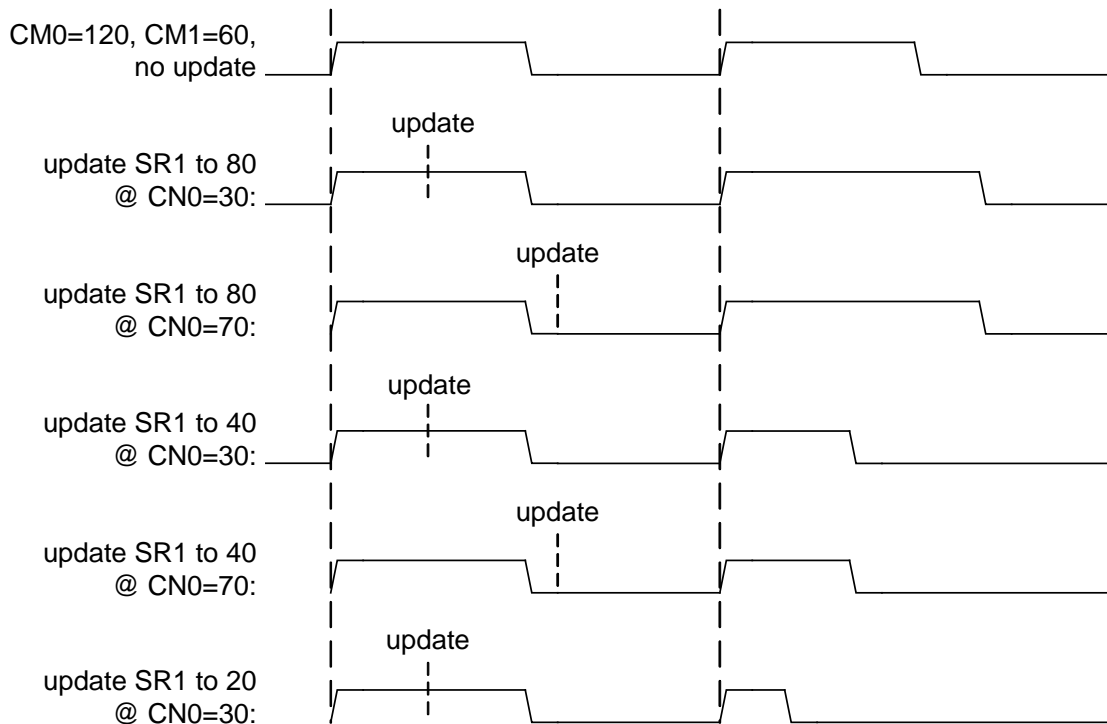 CM0=120, CM1=60,
no update
update
update SR1 to 80
@ CN0=30:
update
update SR1 to 80
@ CN0=70:
update
update SR1 to 40
@ CN0=30:
update
update SR1 to 40
@ CN0=70:
update
update SR1 to 20
@ CN0=30: